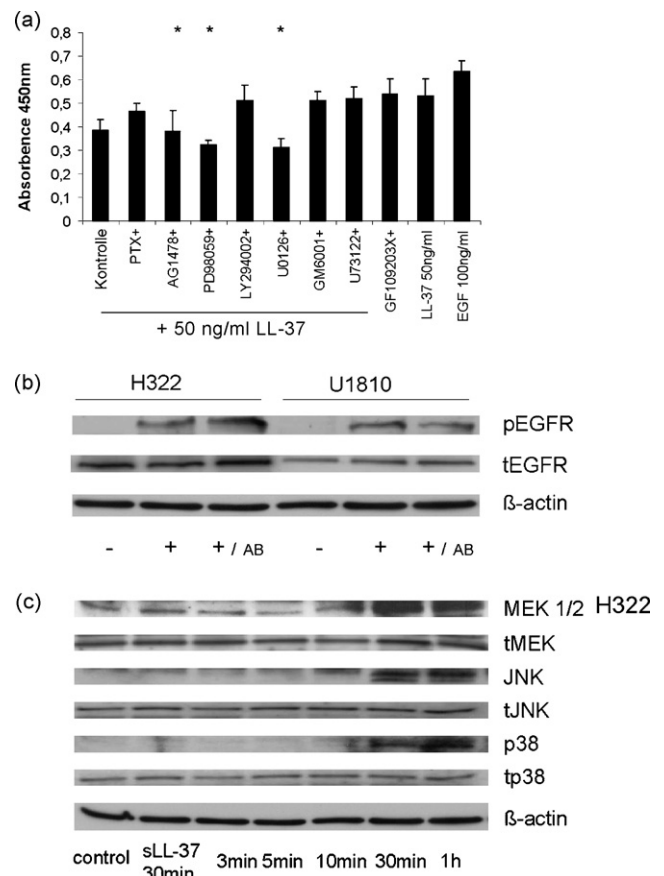 (a)
* * *
Absorbence 450nm
0,8
0,7
0,6
0,5
0,4
0,3
0,2
0,1
0
Kontrolle
PTX+
AG1478+
PD98059+
LY294002+
U0126+
GM6001+
U73122+
GF109203X+
LL-37 50ng/ml
EGF 100ng/ml
+ 50 ng/ml LL-37
(b)
H322 U1810
pEGFR
tEGFR
ß-actin
- + + / AB - + + / AB
(c)
MEK 1/2 H322
tMEK
JNK
tJNK
p38
tp38
ß-actin
control sLL-37 3min 5min 10min 30min 1h
30min